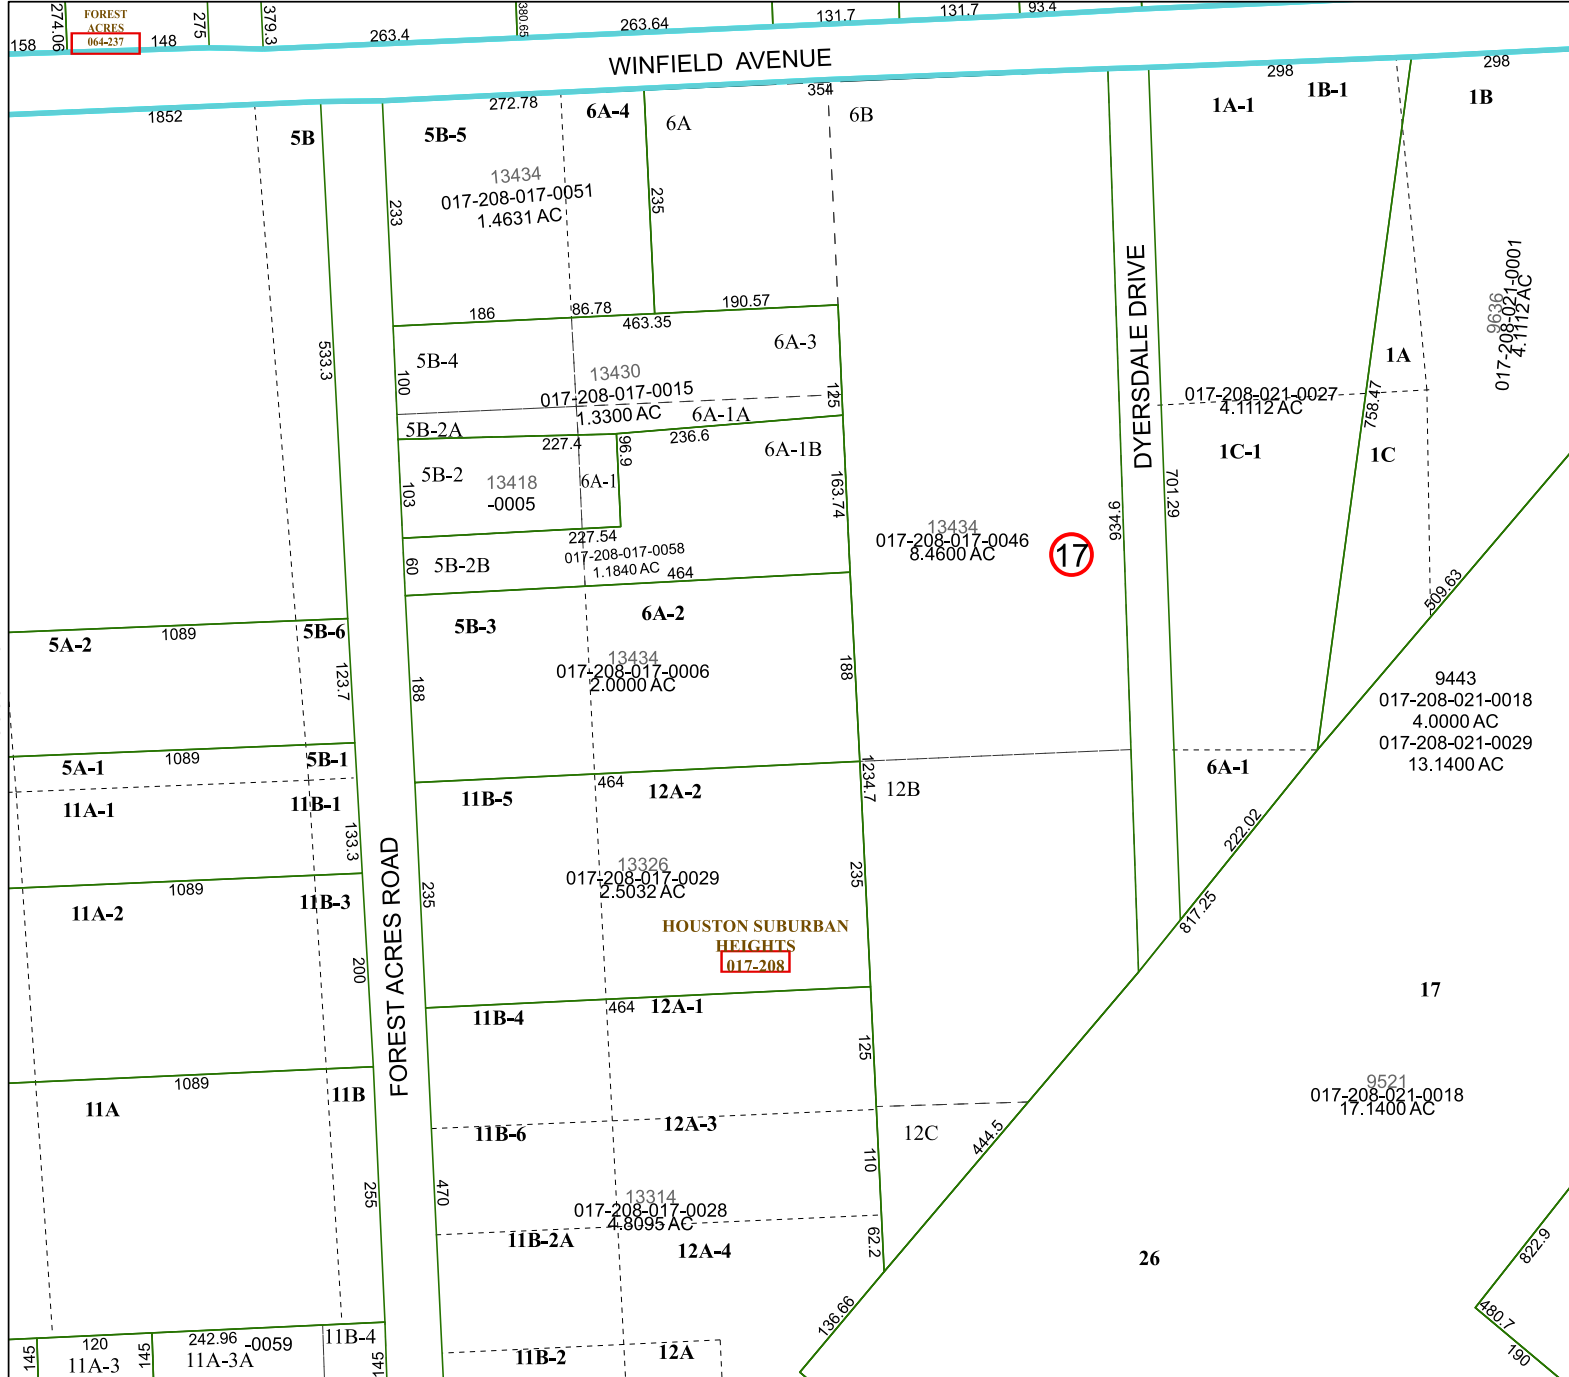 274.06
FOREST
ACRES
064-237
158
148
275
379.3
263.4
380.65
263.64
131.7
131.7
93.4
WINFIELD AVENUE
1852
272.78
354
298
298
5B
5B-5
6A-4
6A
6B
1A-1
1B-1
1B
13434
017-208-017-0051
1.4631 AC
233
235
186
86.78
463.35
190.57
533.3
5B-4
6A-3
13430
017-208-017-0015
1.3300 AC
100
125
5B-2A
6A-1A
227.4
96.9
236.6
5B-2
6A-1
6A-1B
13418
-0005
103
163.74
227.54
017-208-017-0058
1.1840 AC
60
5B-2B
464
13434
017-208-017-0046
8.4600 AC
17
934.6
DYERSDALE DRIVE
701.29
017-208-021-0027
4.1112 AC
1C-1
1A
1C
758.47
9636
017-208-021-0001
4.1112 AC
509.63
5A-2
1089
5B-6
5B-3
6A-2
13434
017-208-017-0006
2.0000 AC
123.7
188
188
9443
017-208-021-0018
4.0000 AC
017-208-021-0029
13.1400 AC
5A-1
1089
5B-1
11A-1
11B-1
133.3
11B-5
464
12A-2
1234.7
12B
6A-1
222.02
817.25
13326
017-208-017-0029
2.5032 AC
235
235
1089
11A-2
11B-3
FOREST ACRES ROAD
HOUSTON SUBURBAN
HEIGHTS
017-208
200
17
11B-4
464
12A-1
125
1089
11A
11B
9521
017-208-021-0018
17.1400 AC
11B-6
12A-3
12C
444.5
110
255
470
13314
017-208-017-0028
4.8095 AC
11B-2A
12A-4
62.2
26
822.9
480.7
190
136.66
145
120
11A-3
145
242.96
-0059
11A-3A
11B-4
145
11B-2
12A